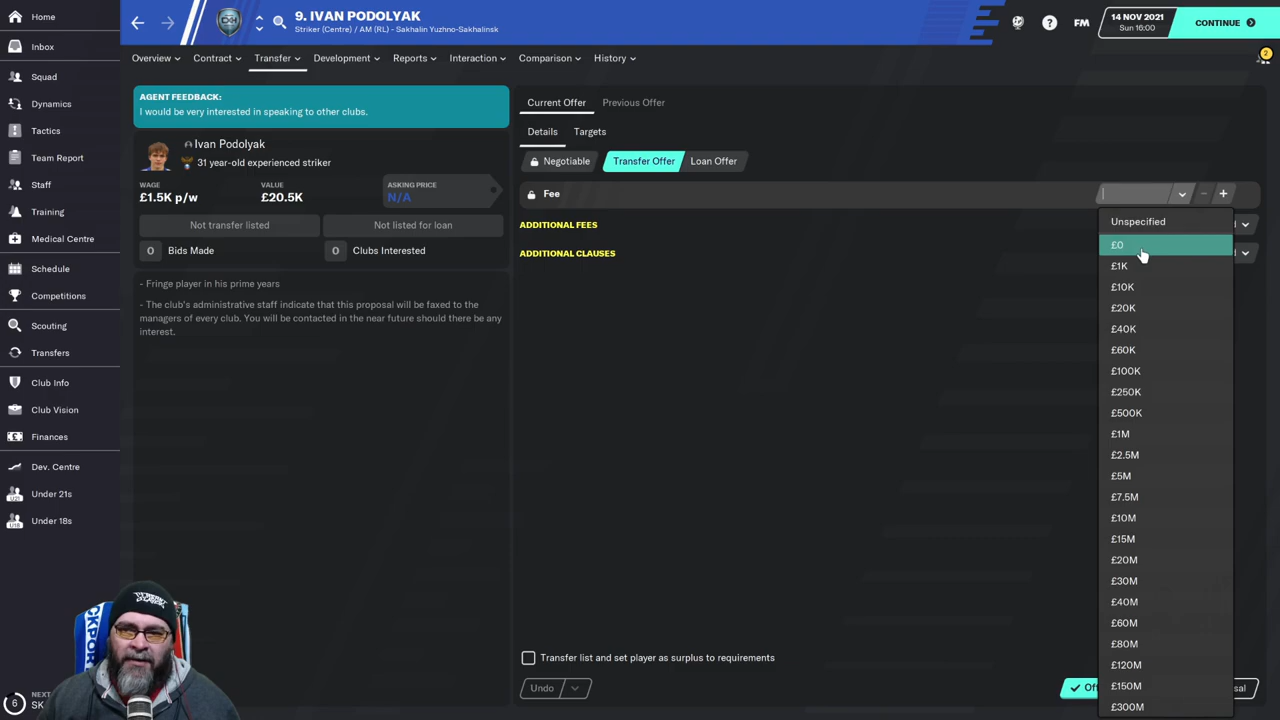 Home
Inbox
Squad
Dynamics
Tactics
Team Report
Staff
Training
Medical Centre
Schedule
Competitions
Scouting
Transfers
Club Info
Club Vision
Finances
Dev. Centre
Under 21s
Under 18s
6 NEXT
SK
9. IVAN PODOLYAK
Striker (Centre) / AM (RL) - Sakhalin Yuzhno-Sakhalinsk
FM
14 NOV 2021
Sun 16:00
CONTINUE
2
Overview Contract Transfer Development Reports Interaction Comparison History
AGENT FEEDBACK:
I would be very interested in speaking to other clubs.
Ivan Podolyak
31 year-old experienced striker
WAGE
£1.5K p/w
VALUE
£20.5K
ASKING PRICE
N/A
Not transfer listed
Not listed for loan
0 Bids Made
0 Clubs Interested
- Fringe player in his prime years
- The club's administrative staff indicate that this proposal will be faxed to the
managers of every club. You will be contacted in the near future should there be any
interest.
Current Offer Previous Offer
Details Targets
Negotiable Transfer Offer Loan Offer
Fee
ADDITIONAL FEES
ADDITIONAL CLAUSES
Unspecified
£0
£1K
£10K
£20K
£40K
£60K
£100K
£250K
£500K
£1M
£2.5M
£5M
£7.5M
£10M
£15M
£20M
£30M
£40M
£60M
£80M
£120M
£150M
£300M
Transfer list and set player as surplus to requirements
Undo